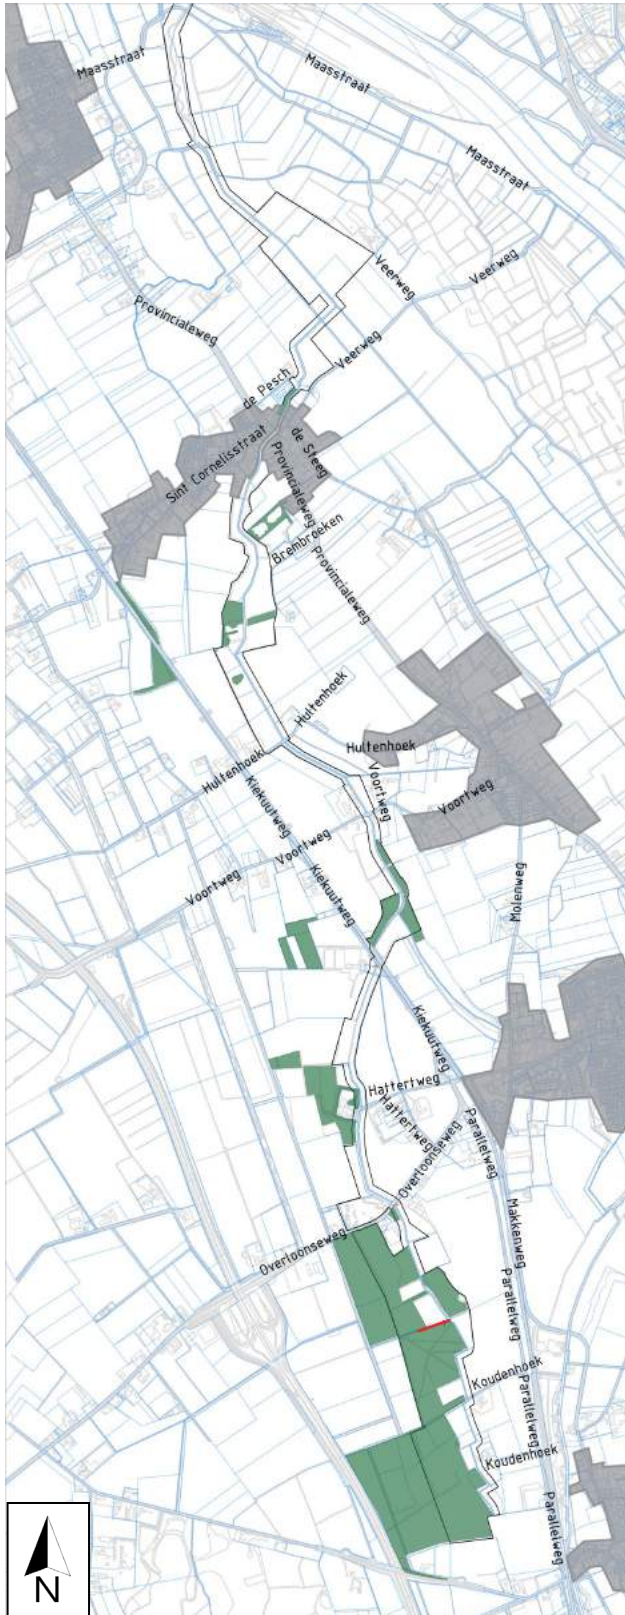 Maasstraat
Maasstraat
Maasstraat
Veerweg
Veerweg
Provincialeweg
Veerweg
de Pesch
Sint Cornelisstraat
de Steeg
Provincialeweg
Brembroeken
Provincialeweg
Hultenhoek
Hultenhoek
Hultenhoek
Voortweg
Kiekuutweg
Voortweg
Voortweg
Voortweg
Kiekuutweg
Molenweg
Kiekuutweg
Hattertweg
Hattertweg
Parallelweg
Overloonseweg
Makkenweg
Overloonseweg
Parallelweg
Koudenhoek
Parallelweg
Koudenhoek
Parallelweg
N